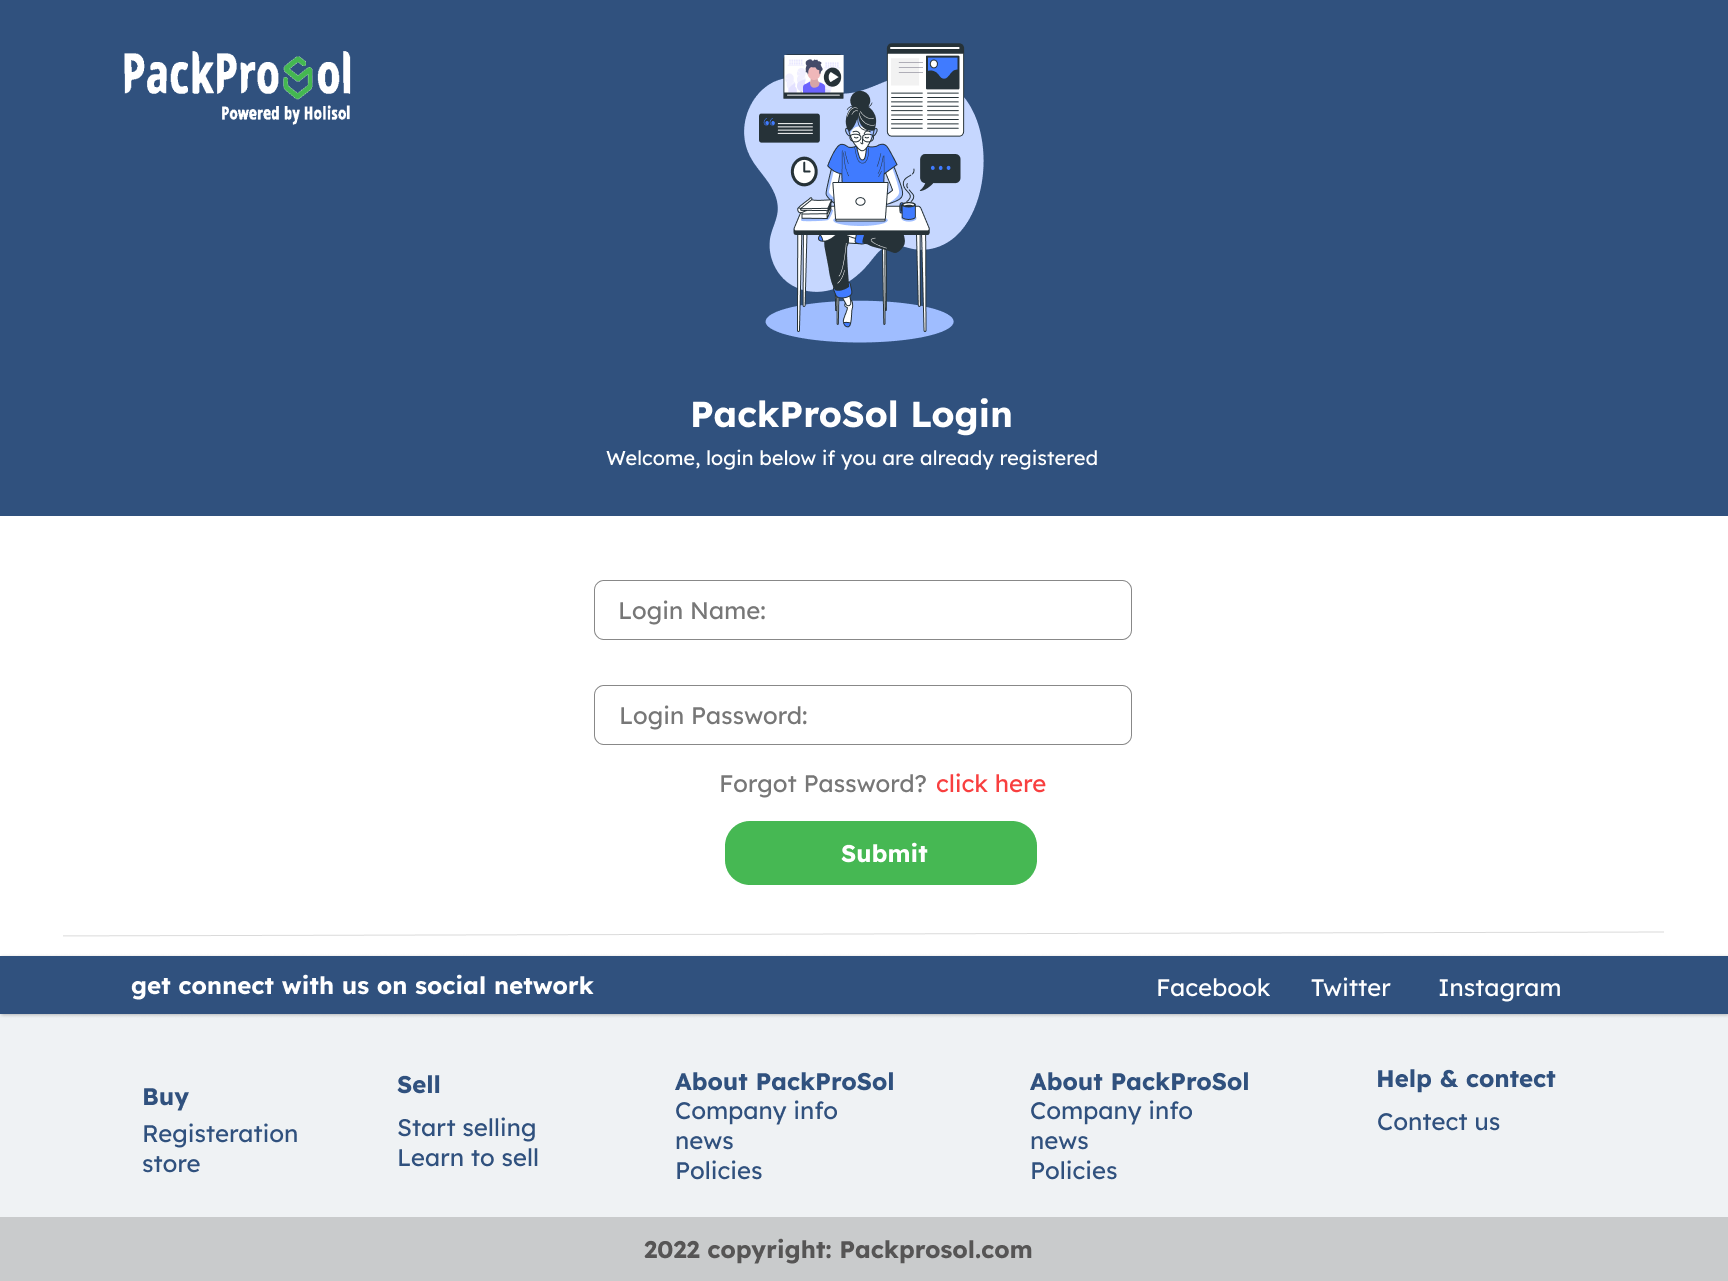 PackProSol
Powered by Holisol
PackProSol Login
Welcome, login below if you are already registered
Login Name:
Login Password:
Forgot Password? click here
Submit
get connect with us on social network
Facebook
Twitter
Instagram
Buy
Registeration
store
Sell
Start selling
Learn to sell
About PackProSol
Company info
news
Policies
About PackProSol
Company info
news
Policies
Help & contect
Contect us
2022 copyright: Packprosol.com